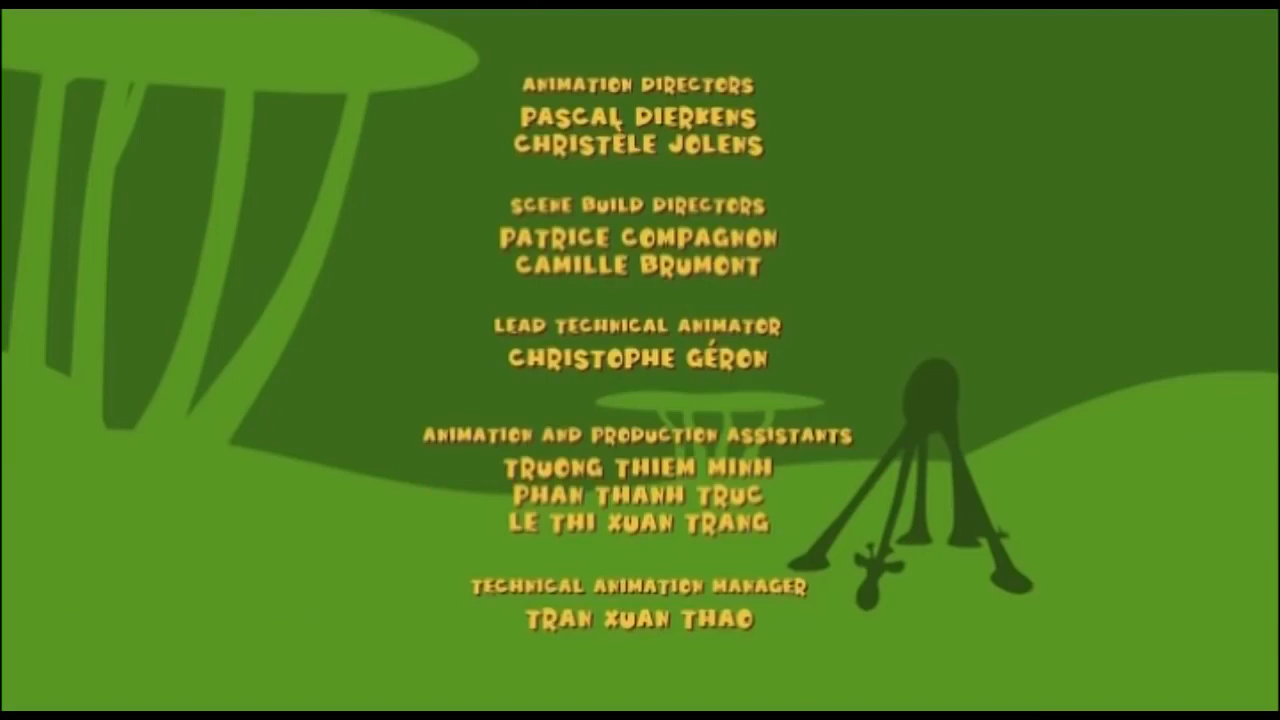 ANIMATION DIRECTORS
PASCAL DIERKENS
CHRISTÈLE JOLENS
SCENE BUILD DIRECTORS
PATRICE COMPAGNON
CAMILLE BRUMONT
LEAD TECHNICAL ANIMATOR
CHRISTOPHE GÉRON
ANIMATION AND PRODUCTION ASSISTANTS
TRUONG THIEM MINH
PHAN THANH TRUC
LE THI XUAN TRANG
TECHNICAL ANIMATION MANAGER
TRAN XUAN THAO